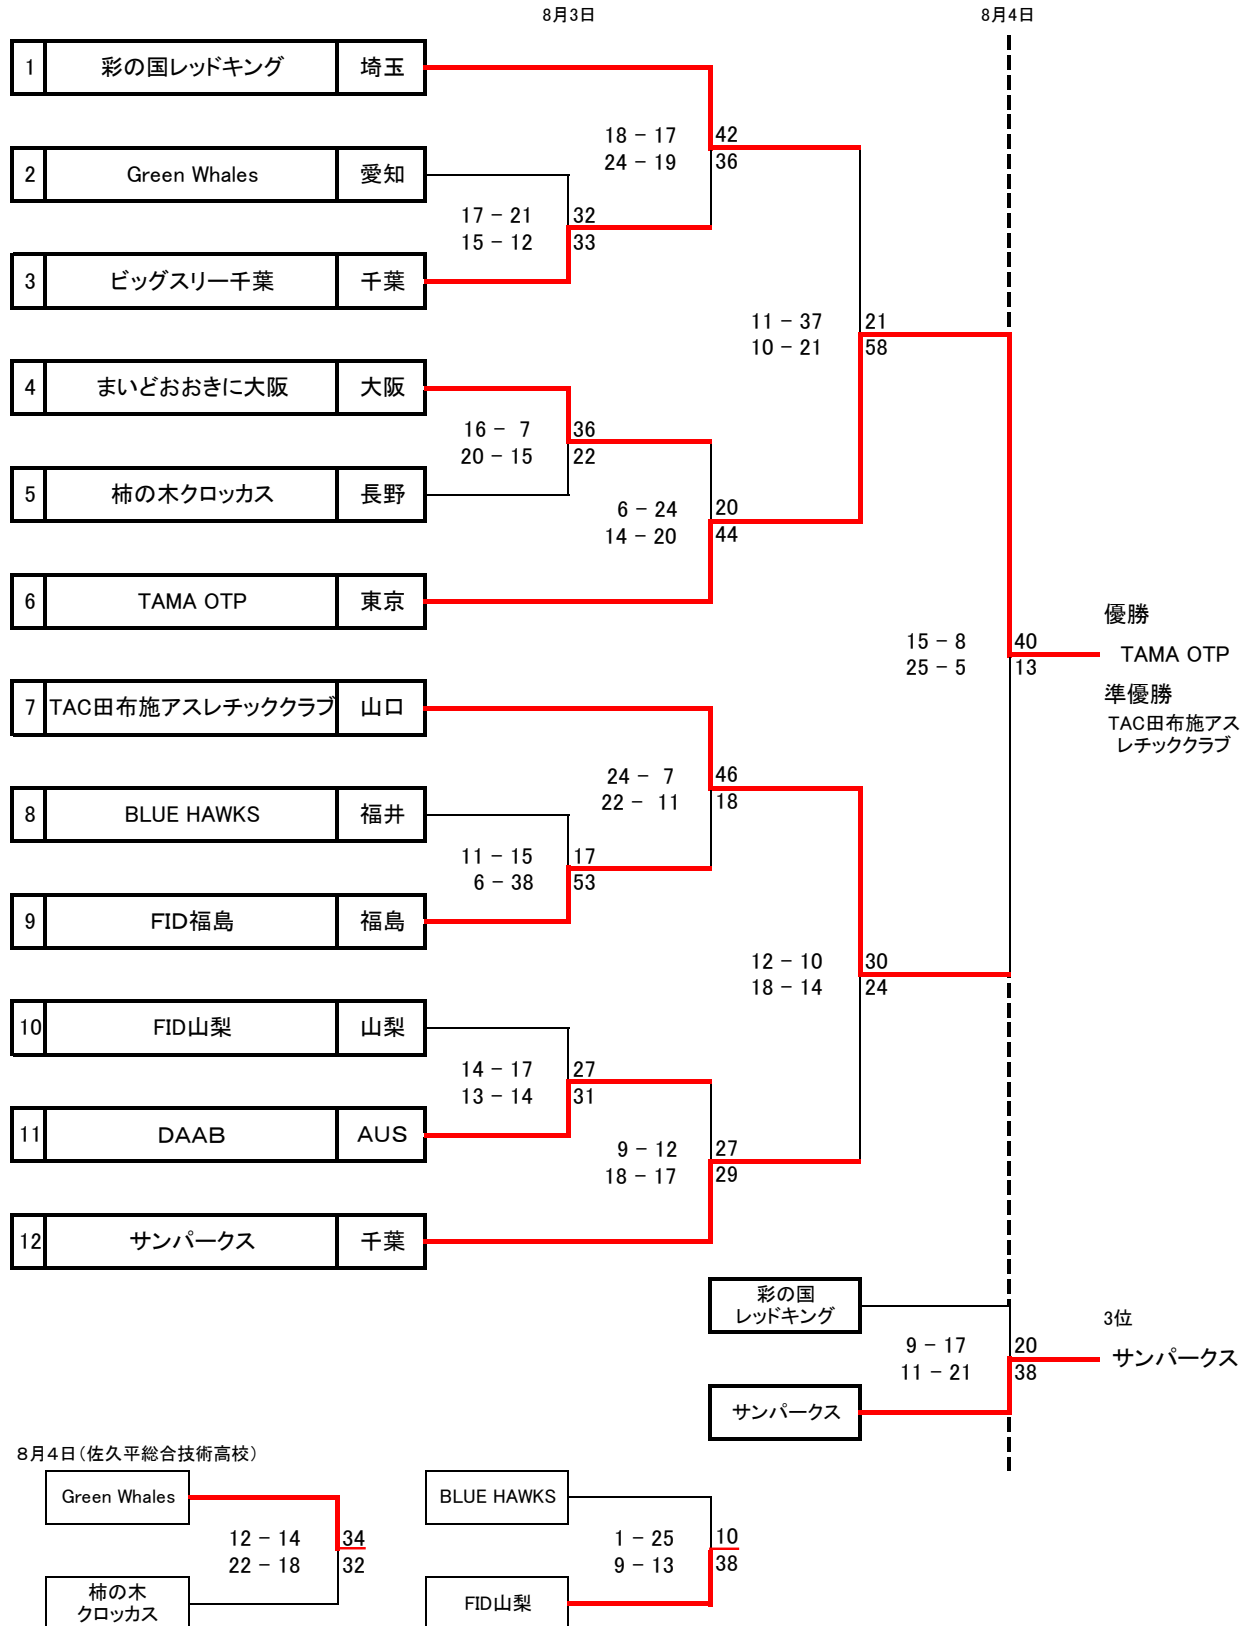 8月3日
8月4日
1 彩の国レッドキング 埼玉
18 − 17 42
24 − 19 36
2 Green Whales 愛知
17 − 21 32
15 − 12 33
3 ビッグスリー千葉 千葉
11 − 37 21
10 − 21 58
4 まいどおおきに大阪 大阪
16 − 7 36
20 − 15 22
5 柿の木クロッカス 長野
6 − 24 20
14 − 20 44
6 TAMA OTP 東京
優勝
15 − 8 40
TAMA OTP
25 − 5 13
準優勝
TAC田布施アス
レチッククラブ
7 TAC田布施アスレチッククラブ 山口
24 − 7 46
22 − 11 18
8 BLUE HAWKS 福井
11 − 15 17
6 − 38 53
9 FID福島 福島
12 − 10 30
18 − 14 24
10 FID山梨 山梨
14 − 17 27
13 − 14 31
11 DAAB AUS
9 − 12 27
18 − 17 29
12 サンパークス 千葉
彩の国
レッドキング
3位
9 − 17 20
サンパークス
11 − 21 38
サンパークス
8月4日(佐久平総合技術高校)
Green Whales
12 − 14 34
22 − 18 32
柿の木
クロッカス
BLUE HAWKS
1 − 25 10
9 − 13 38
FID山梨